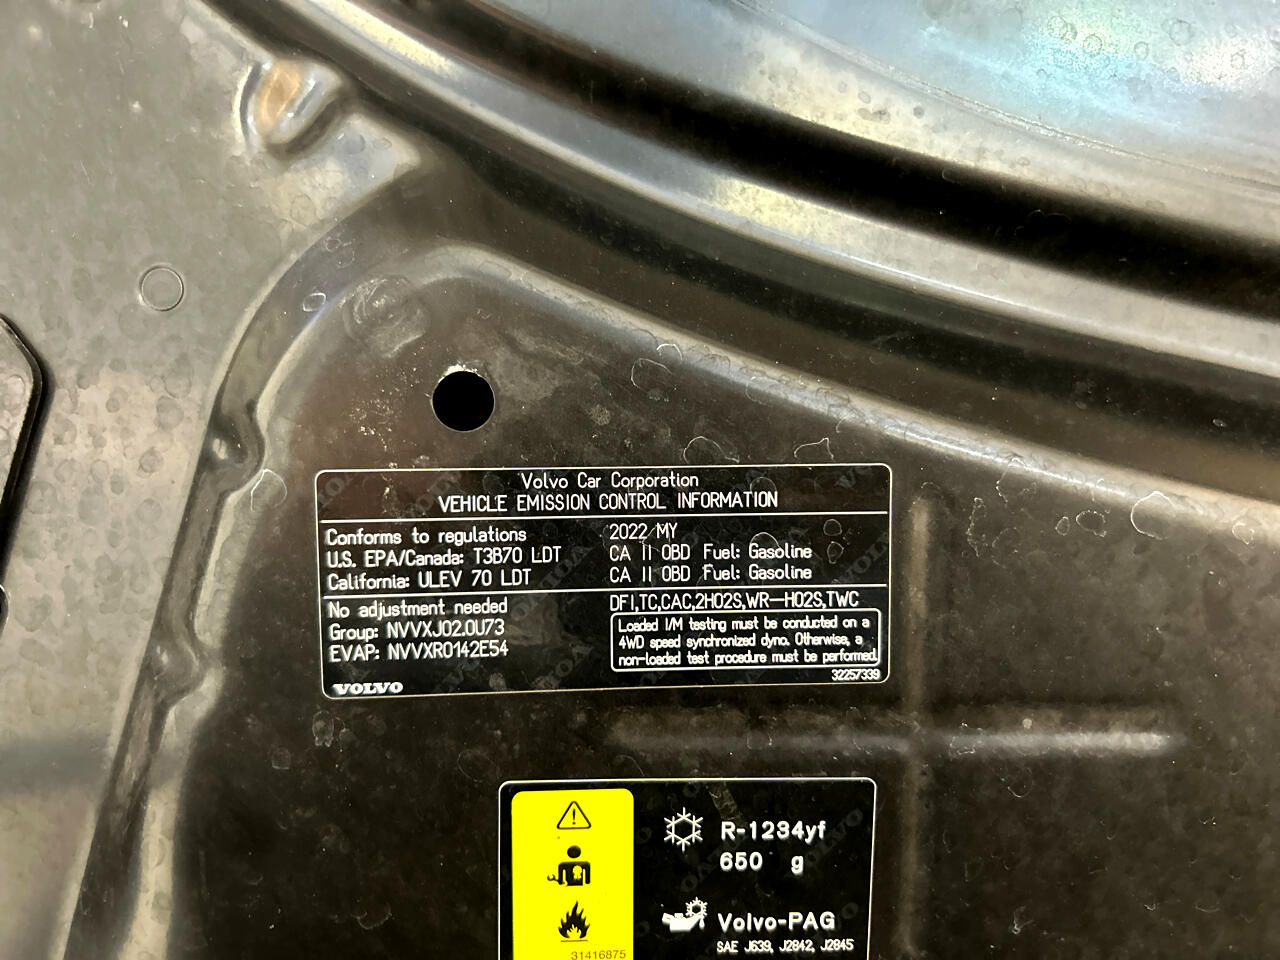 Volvo Car Corporation
VEHICLE EMISSION CONTROL INFORMATION
Conforms to regulations 2022 MY
U.S. EPA/Canada: T3B70 LDT CA II OBD Fuel: Gasoline
California: ULEV 70 LDT CA II OBD Fuel: Gasoline
No adjustment needed DFI,TC,CAC,2HO2S,WR-HO2S,TWC
Group: NVVXJ02.0U73
EVAP: NVVXR0142E54
Loaded I/M testing must be conducted on a
4WD speed synchronized dyno. Otherwise, a
non-loaded test procedure must be performed.
32257339
VOLVO
R-1234yf
650 g
Volvo-PAG
SAE J639, J2842, J2845
31416875